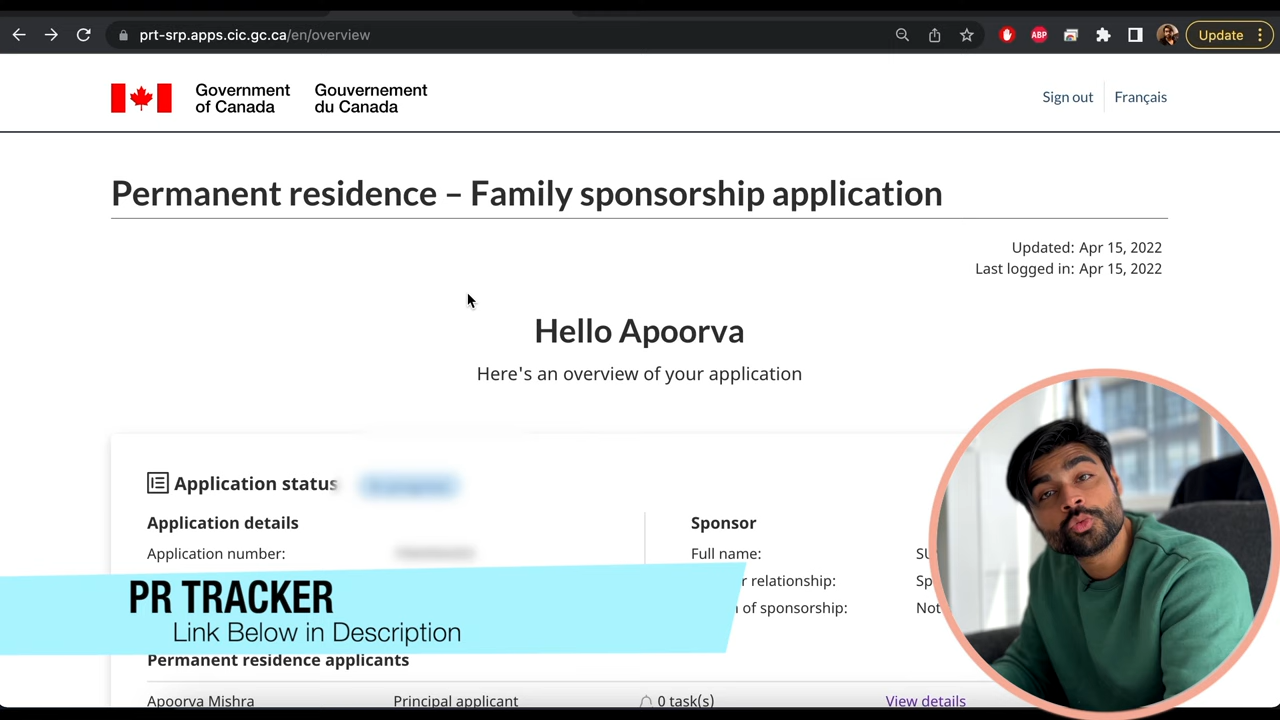 prt-srp.apps.cic.gc.ca/en/overview
ABP
Update
Government of Canada
Gouvernement du Canada
Sign out
Français
Permanent residence – Family sponsorship application
Updated: Apr 15, 2022
Last logged in: Apr 15, 2022
Hello Apoorva
Here's an overview of your application
Application status
Application details
Sponsor
Application number:
Full name:
relationship:
of sponsorship:
PR TRACKER
Link Below in Description
Permanent residence applicants
Apoorva Mishra Principal applicant 0 task(s) View details